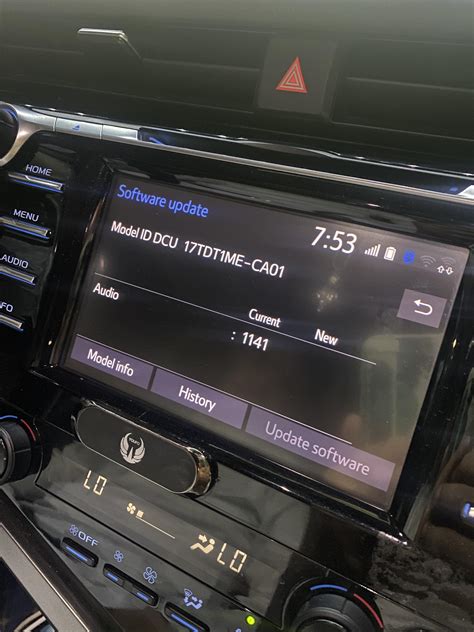 HOME
MENU
AUDIO
Software update
7:53
Model ID DCU 17TDT1ME-CA01
Audio
Current New
: 1141
Model info
History
Update software
LO
LO
OFF